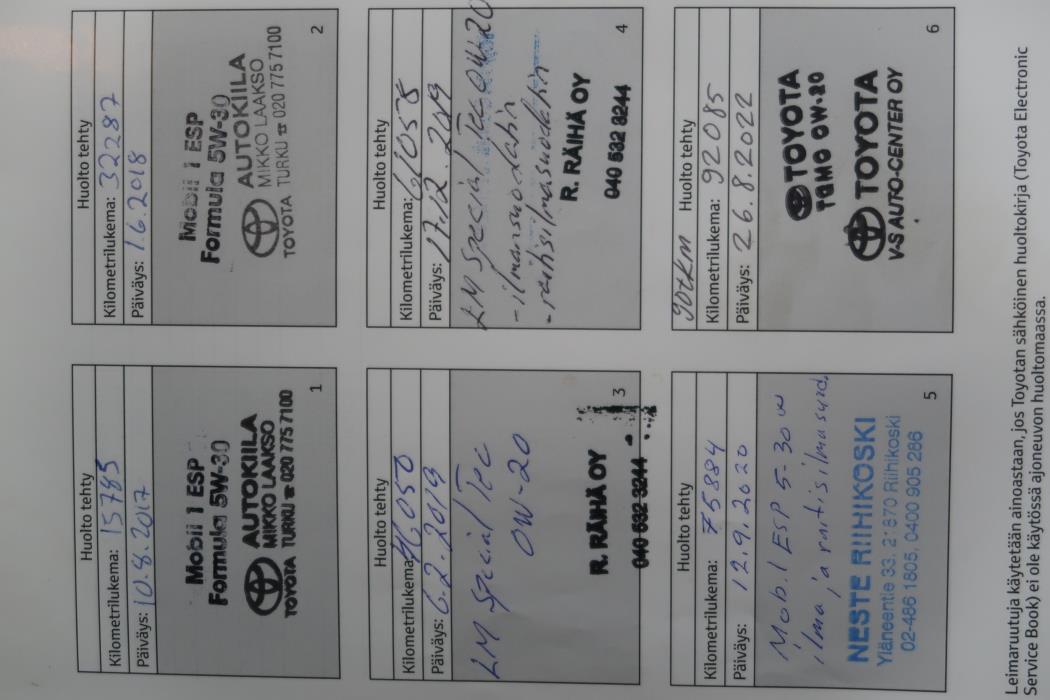 Huolto tehty
Kilometrilukema: 15785
Päiväys: 10.8.2017
Mobil 1 ESP
Formula 5W-30
AUTOKIILA
MIKKO LAAKSO
TOYOTA TURKU ☎ 020 775 7100
1
Huolto tehty
Kilometrilukema: 32287
Päiväys: 1.6.2018
Mobil 1 ESP
Formula 5W-30
AUTOKIILA
MIKKO LAAKSO
TOYOTA TURKU ☎ 020 775 7100
2
Huolto tehty
Kilometrilukema: 46050
Päiväys: 6.2.2019
LM Special Tec
0W-20
R. RÄIHÄ OY
040 532 3244
3
Huolto tehty
Kilometrilukema: 61055
Päiväys: 17.12.2019
LM Special Tec 0W-20
- ilmansuodatin
- raitisilmasuodatin
R. RÄIHÄ OY
040 532 3244
4
Huolto tehty
Kilometrilukema: 75884
Päiväys: 12.9.2020
Mobil ESP 5-30w
ilma ja raitisilmasuod.
NESTE RIIHIKOSKI
Yläneentie 33, 21870 Riihikoski
02-486 1805, 0400 905 286
5
90tkm Huolto tehty
Kilometrilukema: 92085
Päiväys: 26.8.2022
TOYOTA
TGMO 0W-20
TOYOTA
V-S AUTO-CENTER OY
6
Leimaruutuja käytetään ainoastaan, jos Toyotan sähköinen huoltokirja (Toyota Electronic
Service Book) ei ole käytössä ajoneuvon huoltomaassa.